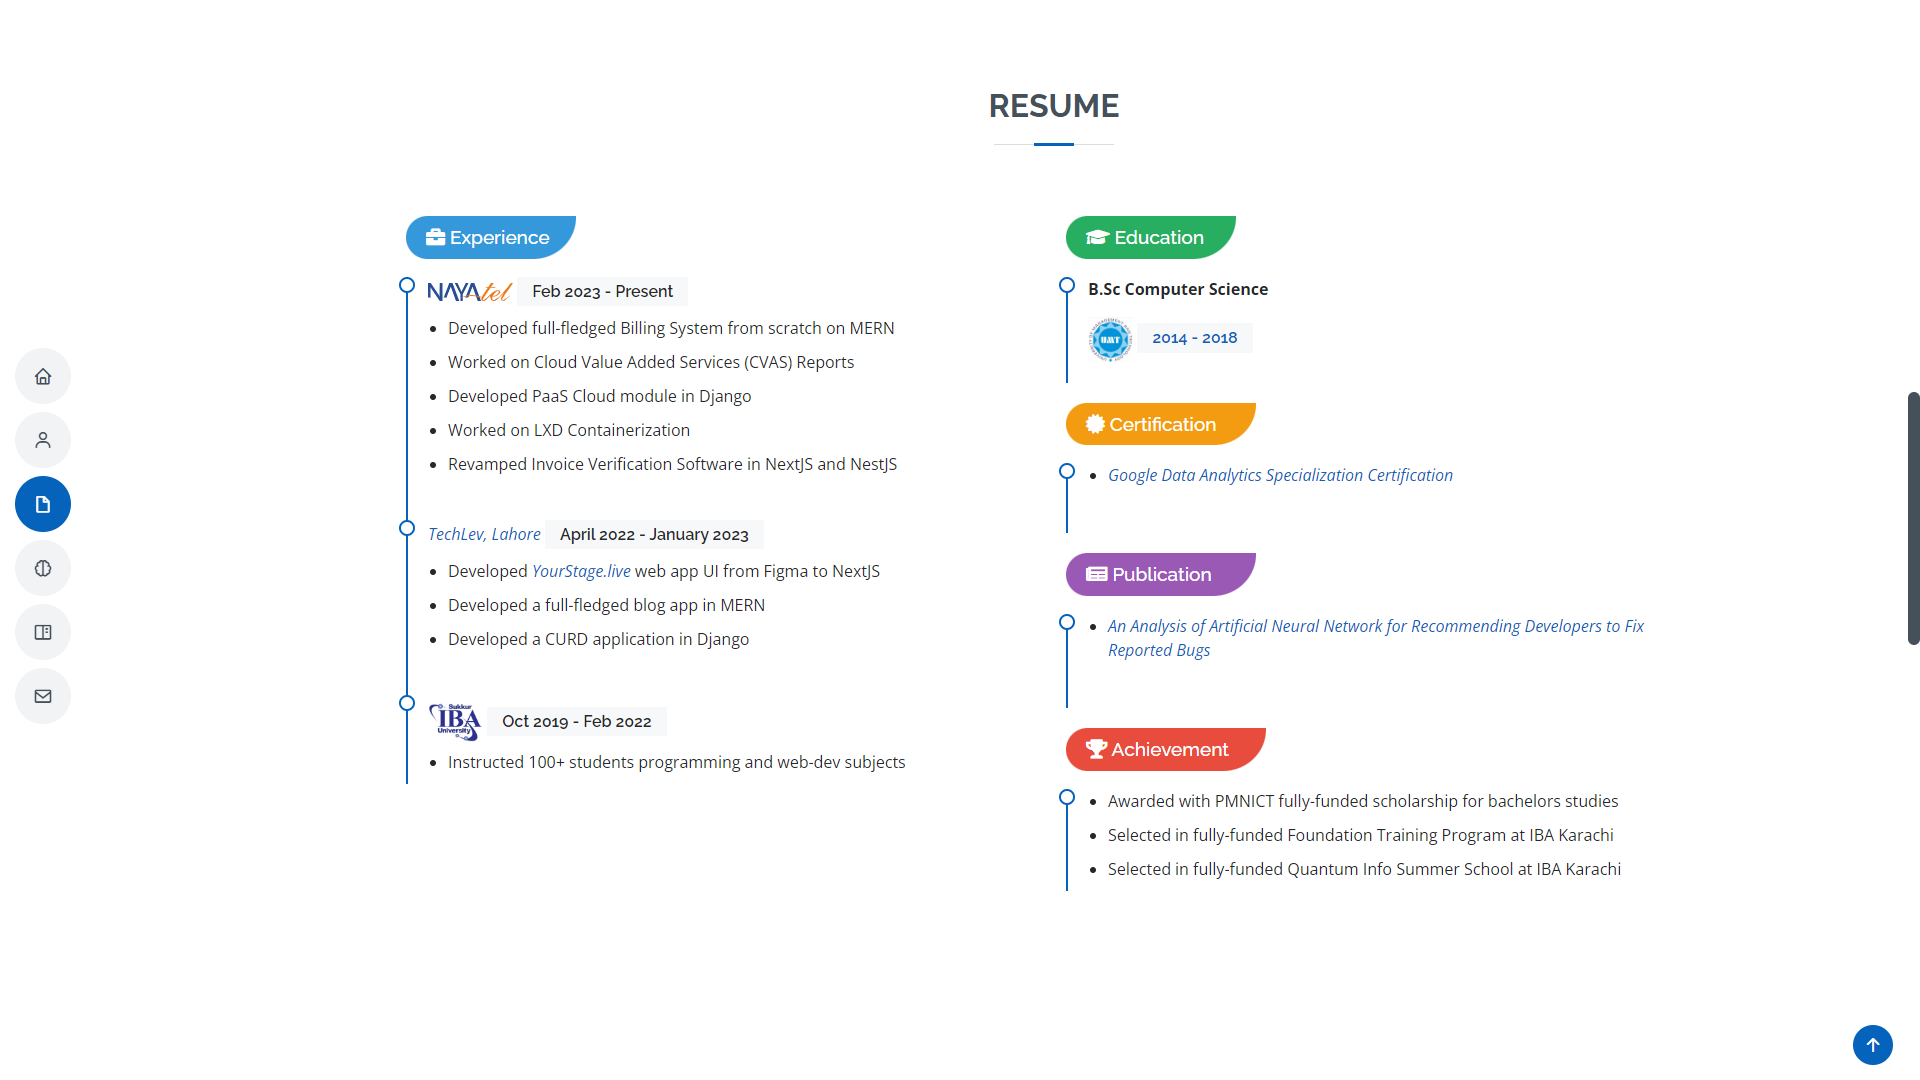 RESUME
Experience
NAYAtel Feb 2023 - Present
Developed full-fledged Billing System from scratch on MERN
Worked on Cloud Value Added Services (CVAS) Reports
Developed PaaS Cloud module in Django
Worked on LXD Containerization
Revamped Invoice Verification Software in NextJS and NestJS
TechLev, Lahore April 2022 - January 2023
Developed YourStage.live web app UI from Figma to NextJS
Developed a full-fledged blog app in MERN
Developed a CURD application in Django
Sukkur
IBA
University
Oct 2019 - Feb 2022
Instructed 100+ students programming and web-dev subjects
Education
B.Sc Computer Science
UMT 2014 - 2018
Certification
Google Data Analytics Specialization Certification
Publication
An Analysis of Artificial Neural Network for Recommending Developers to Fix
Reported Bugs
Achievement
Awarded with PMNICT fully-funded scholarship for bachelors studies
Selected in fully-funded Foundation Training Program at IBA Karachi
Selected in fully-funded Quantum Info Summer School at IBA Karachi